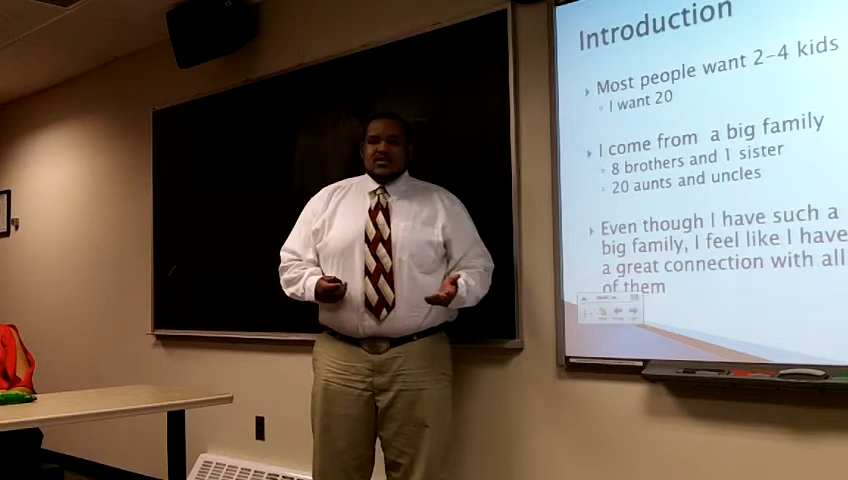 Introduction
Most people want 2-4 kids
I want 20
I come from a big family
8 brothers and 1 sister
20 aunts and uncles
Even though I have such a
big family, I feel like I have
a great connection with all
of them